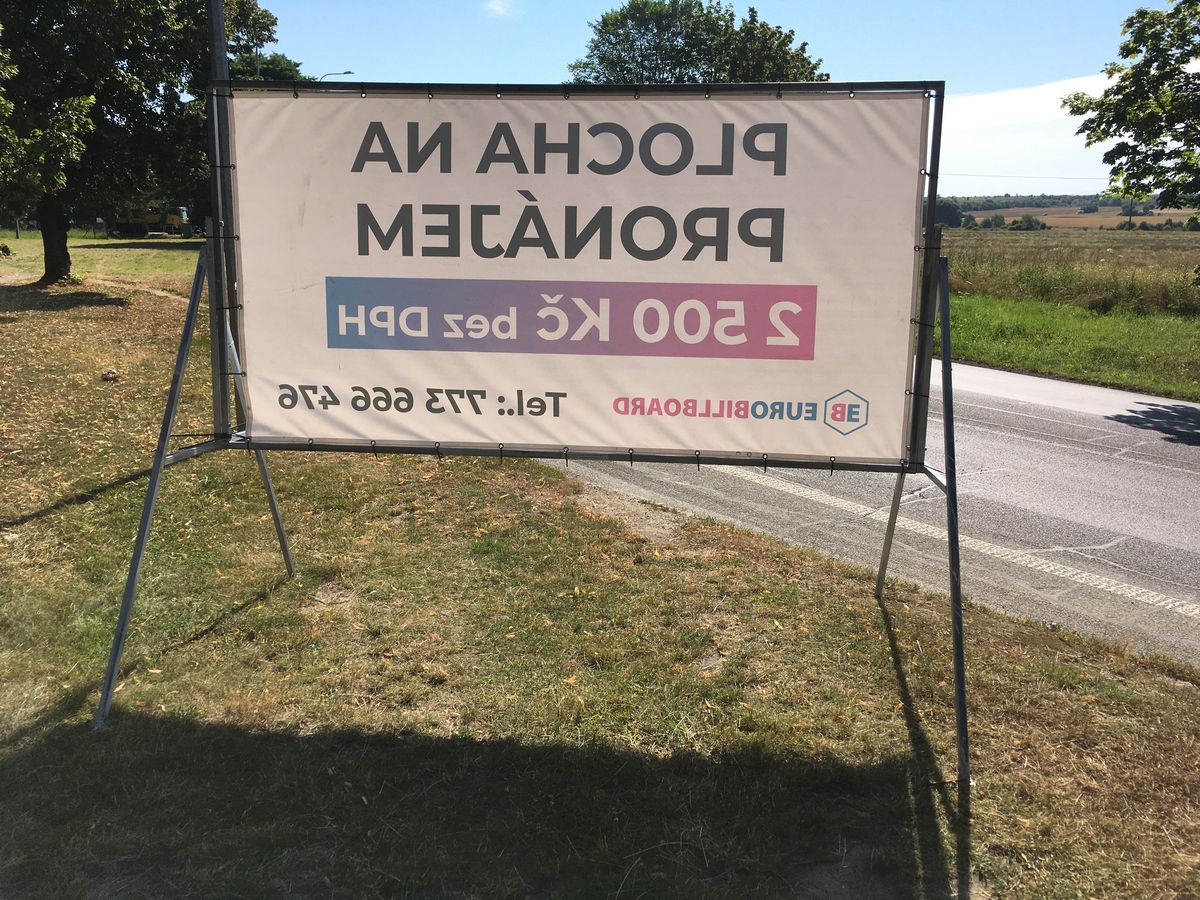 PLOCHA NA
PRONÁJEM
2 500 Kč bez DPH
EB EUROBILLBOARD Tel.: 773 666 476